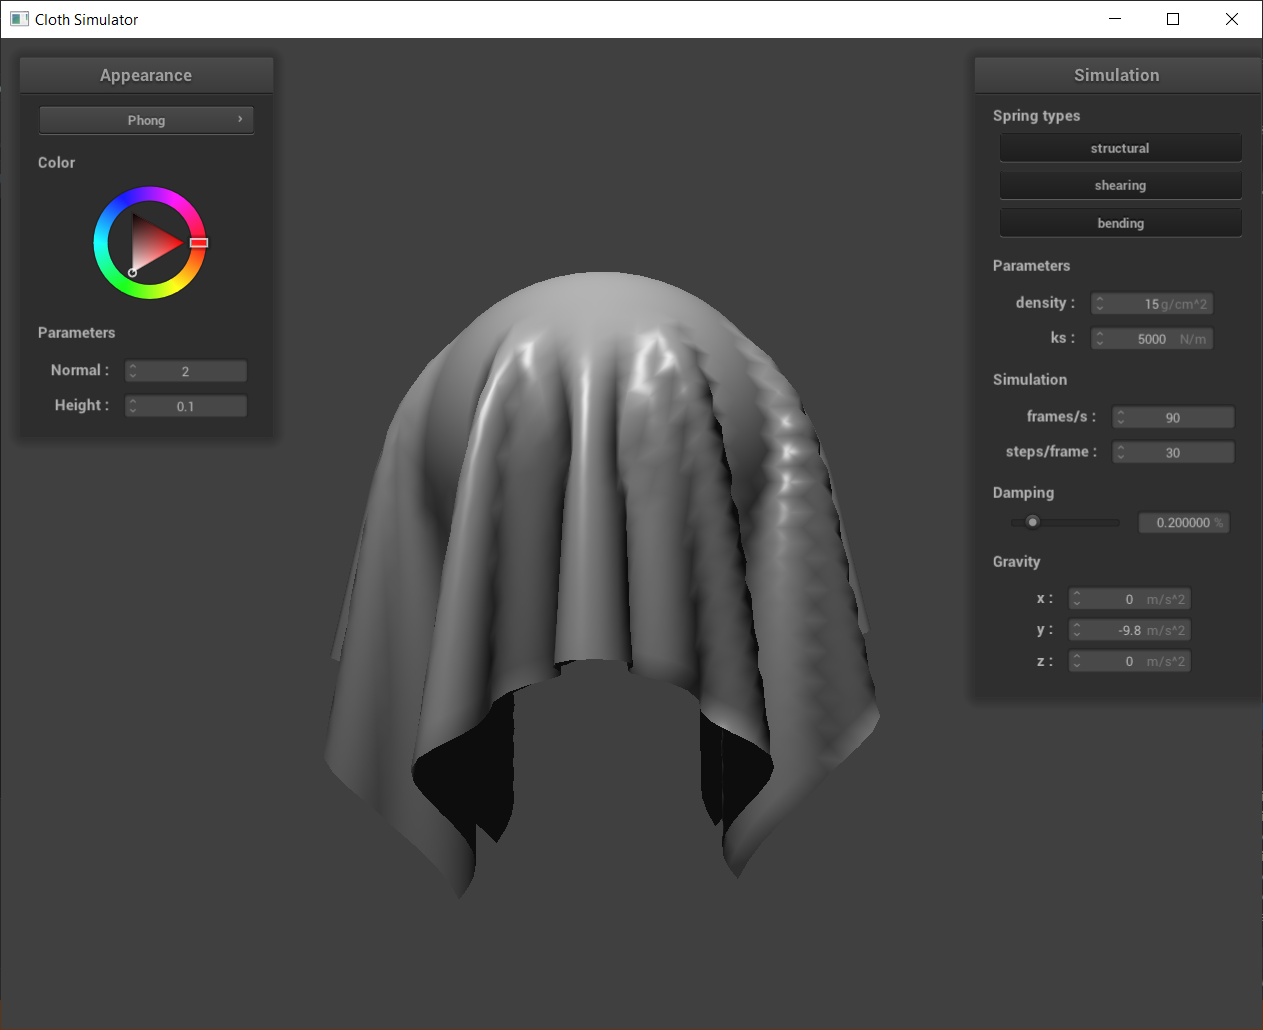 Cloth Simulator
Appearance
Phong
Color
Parameters
Normal : 2
Height : 0.1
Simulation
Spring types
structural
shearing
bending
Parameters
density : 15 g/cm^2
ks : 5000 N/m
Simulation
frames/s : 90
steps/frame : 30
Damping
0.200000 %
Gravity
x : 0 m/s^2
y : -9.8 m/s^2
z : 0 m/s^2